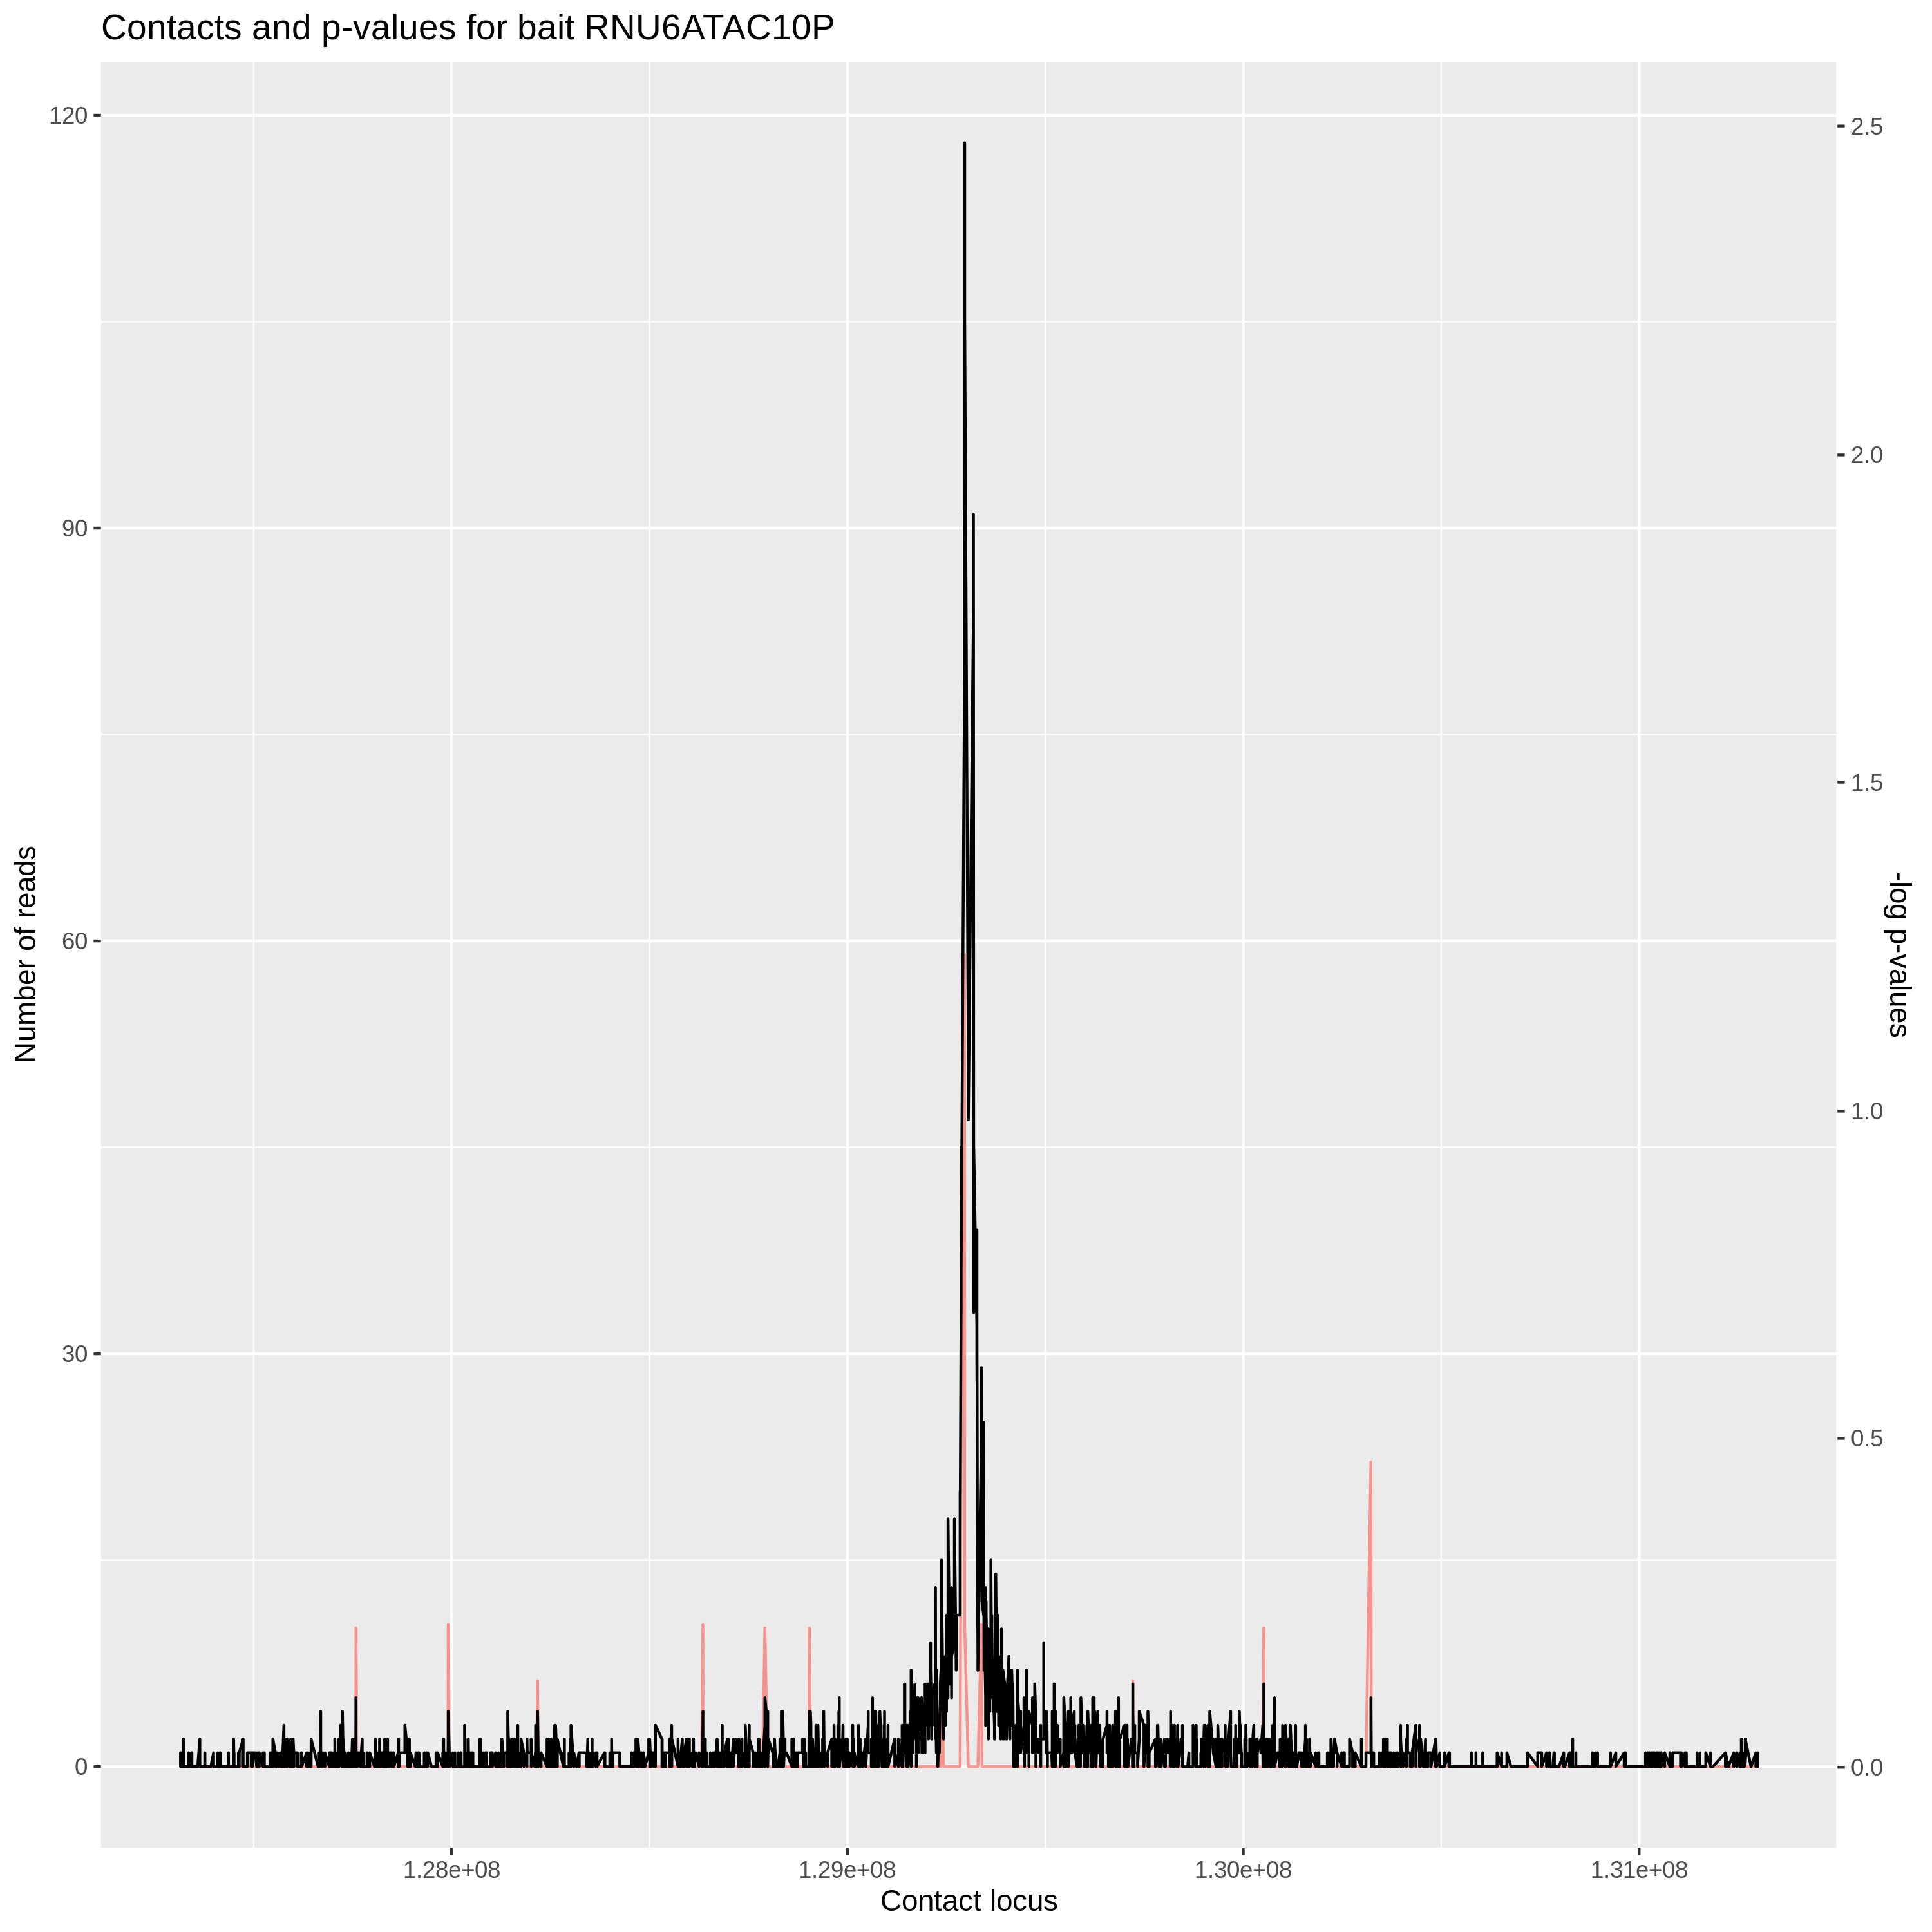 Contacts and p-values for bait RNU6ATAC10P
120
90
60
30
0
Number of reads
2.5
2.0
1.5
1.0
0.5
0.0
-log p-values
1.28e+08
1.29e+08
1.30e+08
1.31e+08
Contact locus